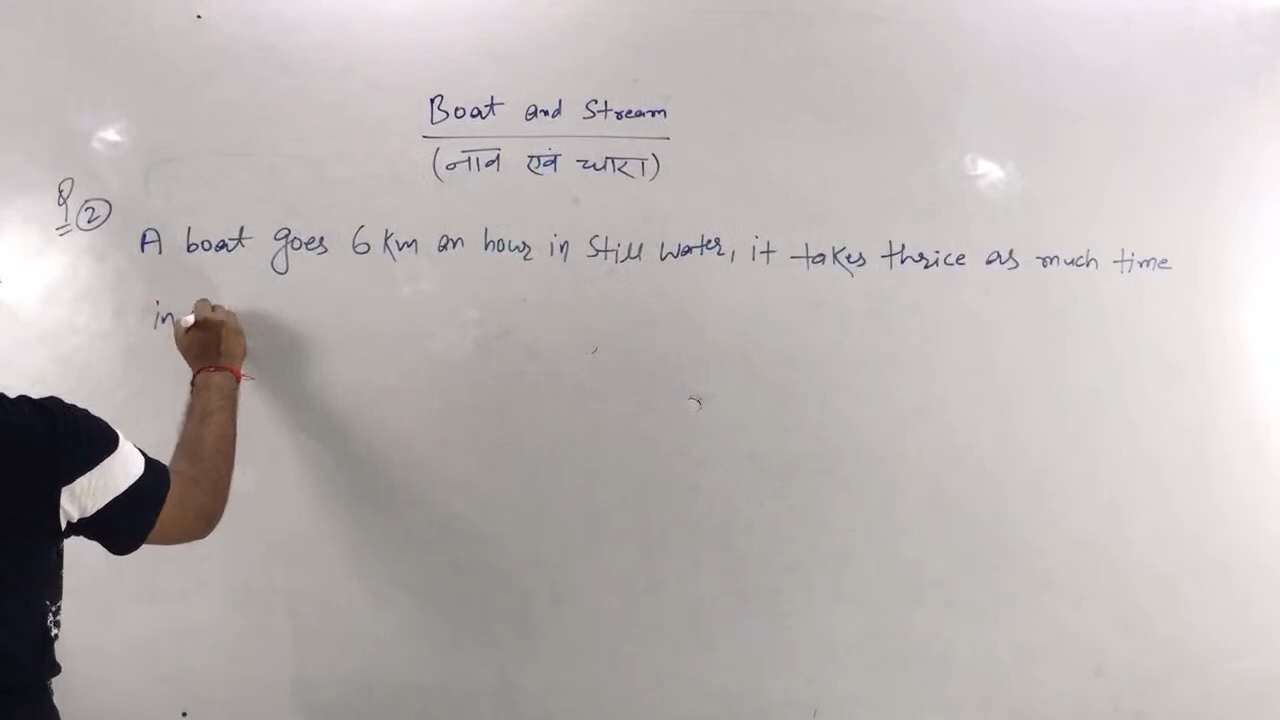 Boat and Stream
(नाव एवं धारा)
Q ②
A boat goes 6 Km an hour in Still Water, it takes thrice as much time
in